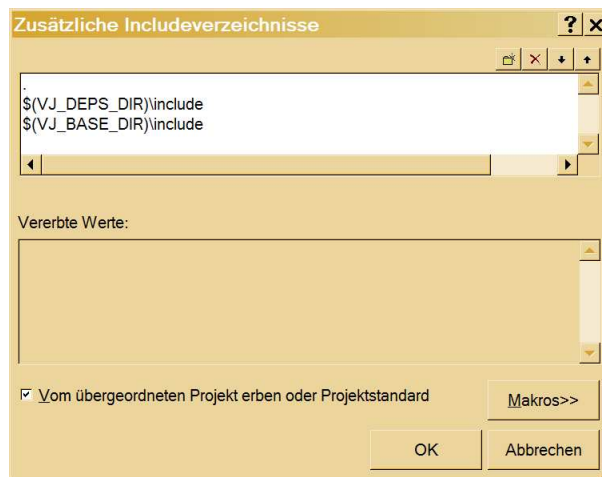 Zusätzliche Includeverzeichnisse
.
$(VJ_DEPS_DIR)\include
$(VJ_BASE_DIR)\include
Vererbte Werte:
Vom übergeordneten Projekt erben oder Projektstandard
Makros>>
OK
Abbrechen